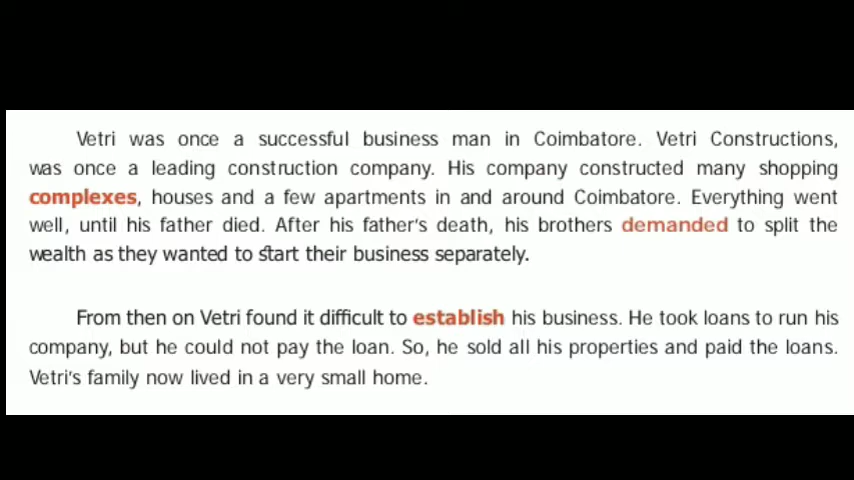 Vetri was once a successful business man in Coimbatore. Vetri Constructions,
was once a leading construction company. His company constructed many shopping
complexes, houses and a few apartments in and around Coimbatore. Everything went
well, until his father died. After his father's death, his brothers demanded to split the
wealth as they wanted to start their business separately.
From then on Vetri found it difficult to establish his business. He took loans to run his
company, but he could not pay the loan. So, he sold all his properties and paid the loans.
Vetri's family now lived in a very small home.